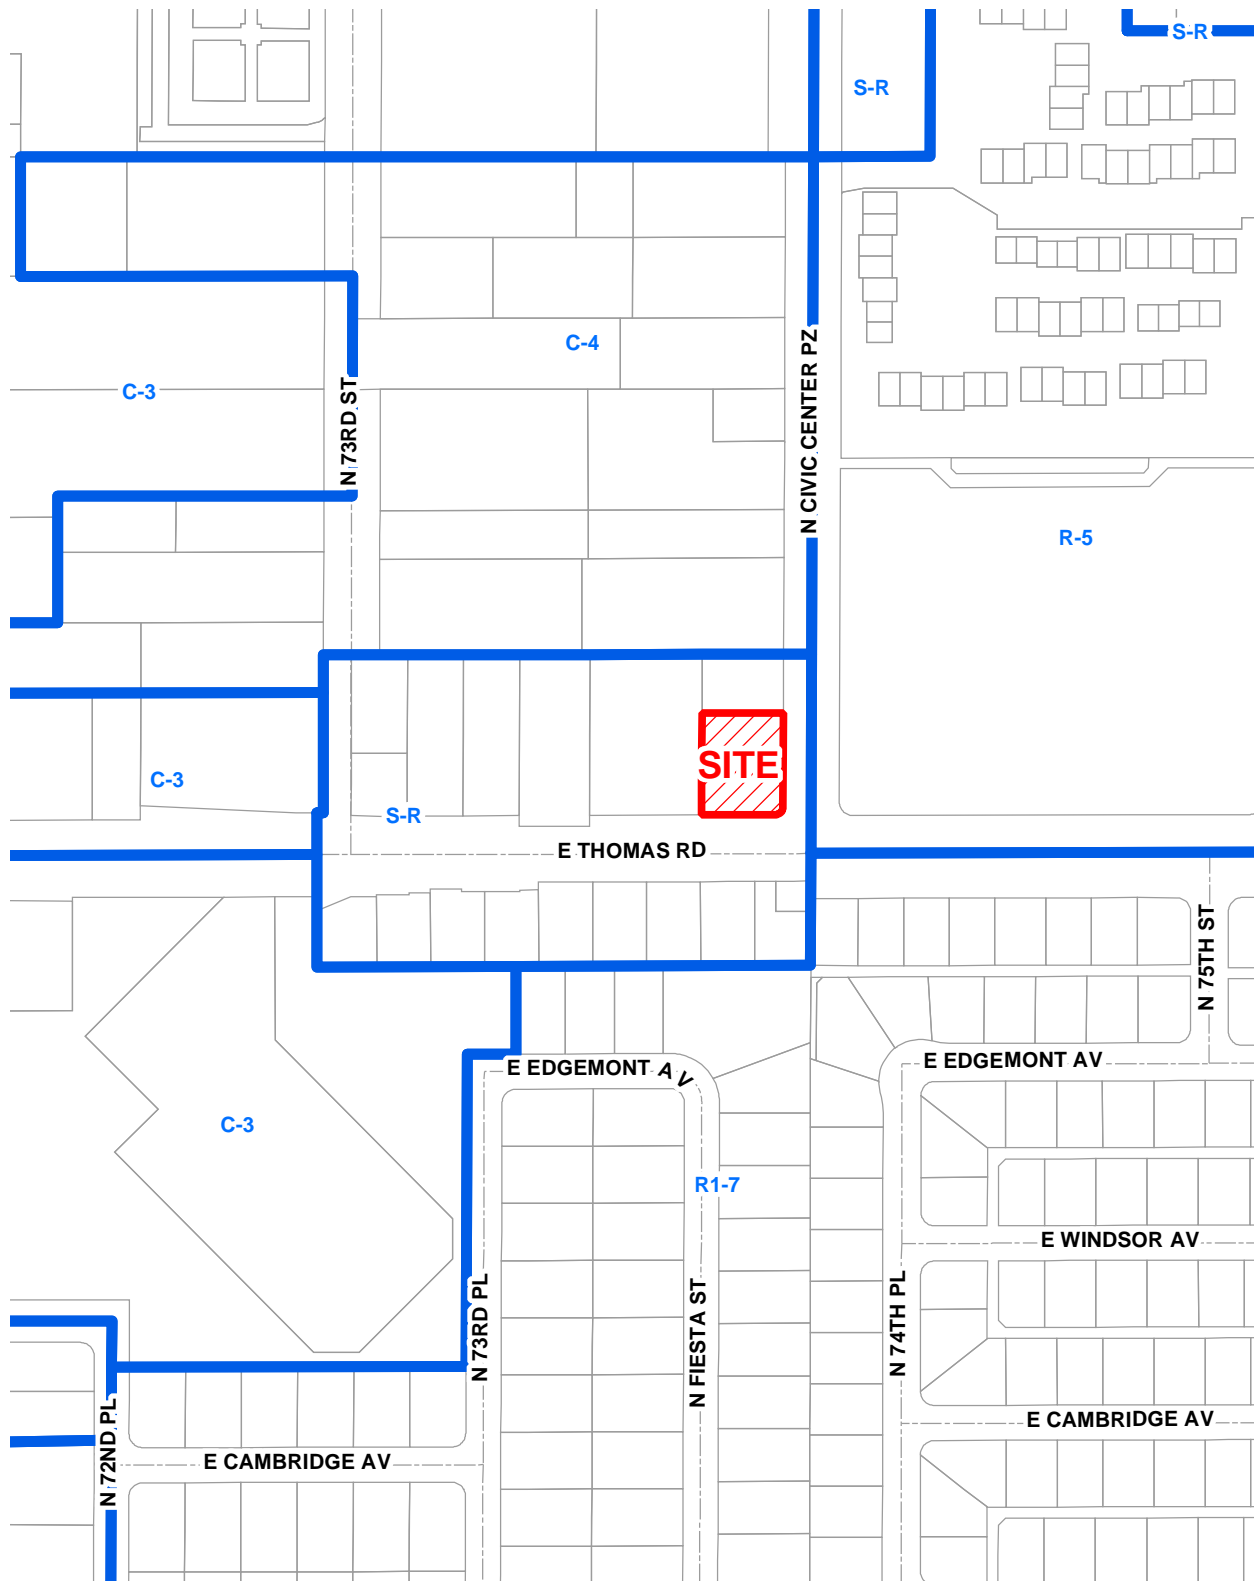 S-R
S-R
C-4
C-3
N 73RD ST
N CIVIC CENTER PZ
R-5
SITE
C-3
S-R
E THOMAS RD
N 75TH ST
E EDGEMONT AV
E EDGEMONT AV
C-3
R1-7
E WINDSOR AV
N 73RD PL
N FIESTA ST
N 74TH PL
E CAMBRIDGE AV
N 72ND PL
E CAMBRIDGE AV